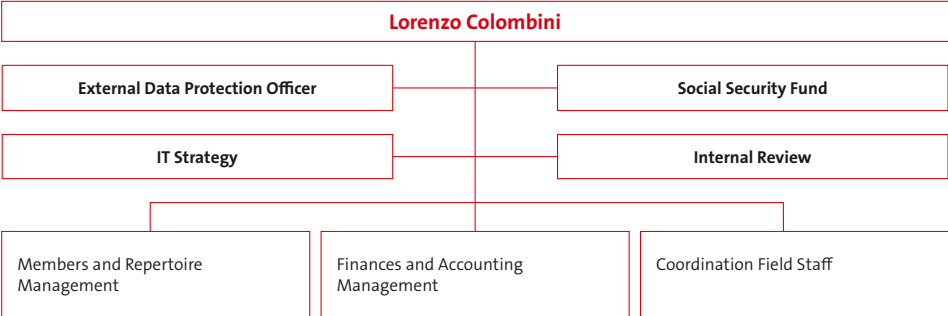 Lorenzo Colombini
External Data Protection Officer
Social Security Fund
IT Strategy
Internal Review
Members and Repertoire
Management
Finances and Accounting
Management
Coordination Field Staff